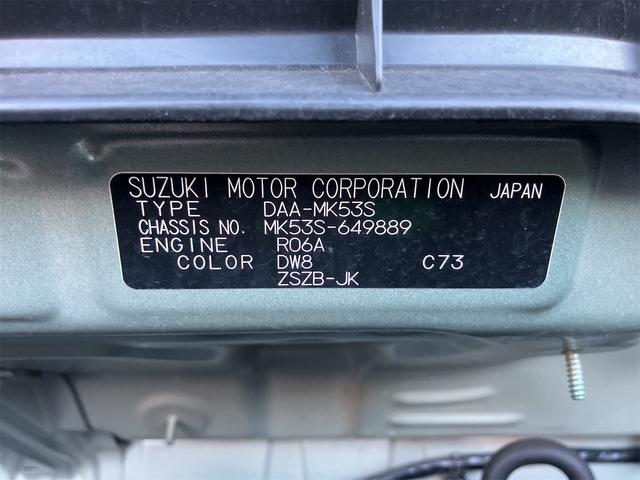 SUZUKI MOTOR CORPORATION JAPAN
TYPE DAA-MK53S
CHASSIS NO. MK53S-649889
ENGINE R06A
COLOR DW8 C73
ZSZB-JK